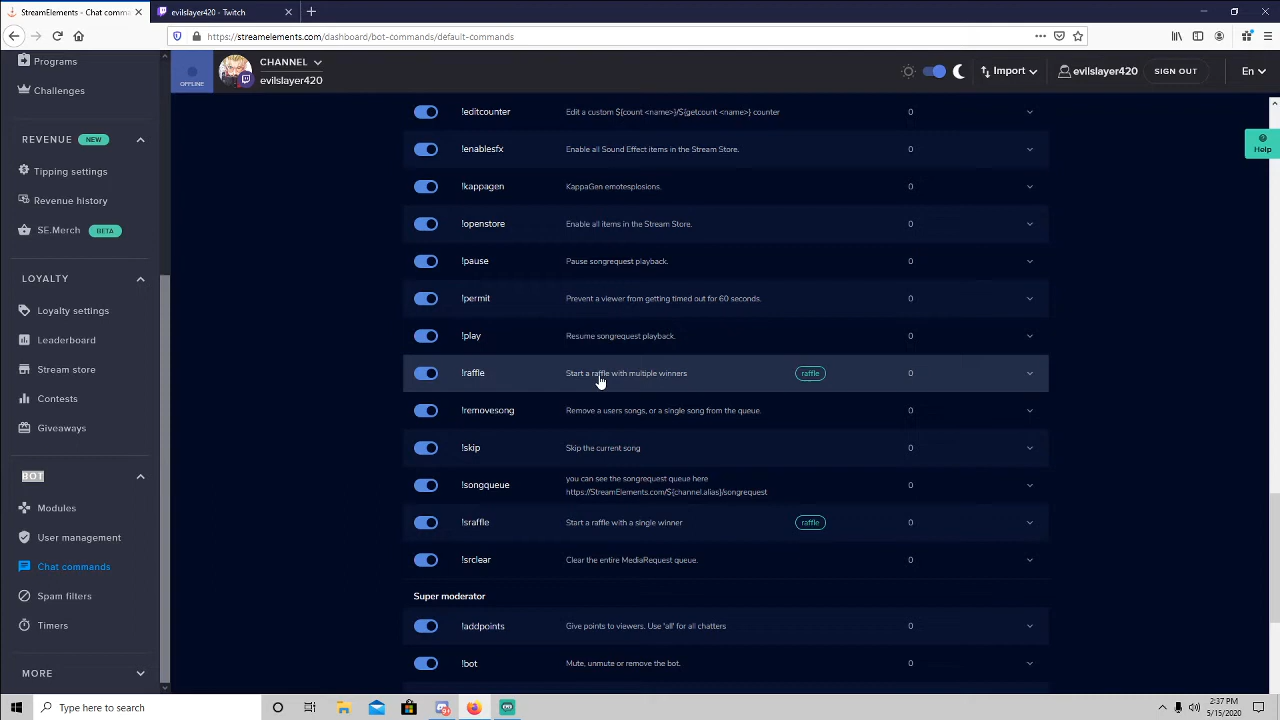 StreamElements - Chat comma
evilslayer420 - Twitch
https://streamelements.com/dashboard/bot-commands/default-commands
OFFLINE
CHANNEL
evilslayer420
Import
evilslayer420
SIGN OUT
En
Help
Programs
Challenges
REVENUE NEW
Tipping settings
Revenue history
SE.Merch BETA
LOYALTY
Loyalty settings
Leaderboard
Stream store
Contests
Giveaways
BOT
Modules
User management
Chat commands
Spam filters
Timers
MORE
!editcounter Edit a custom ${count <name>}/${getcount <name>} counter 0
!enablesfx Enable all Sound Effect items in the Stream Store. 0
!kappagen KappaGen emotesplosions. 0
!openstore Enable all items in the Stream Store. 0
!pause Pause songrequest playback. 0
!permit Prevent a viewer from getting timed out for 60 seconds. 0
!play Resume songrequest playback. 0
!raffle Start a raffle with multiple winners raffle 0
!removesong Remove a users songs, or a single song from the queue. 0
!skip Skip the current song 0
!songqueue you can see the songrequest queue here 0
https://StreamElements.com/${channel.alias}/songrequest
!sraffle Start a raffle with a single winner raffle 0
!srclear Clear the entire MediaRequest queue. 0
Super moderator
!addpoints Give points to viewers. Use 'all' for all chatters 0
!bot Mute, unmute or remove the bot. 0
Type here to search
2:37 PM
5/15/2020